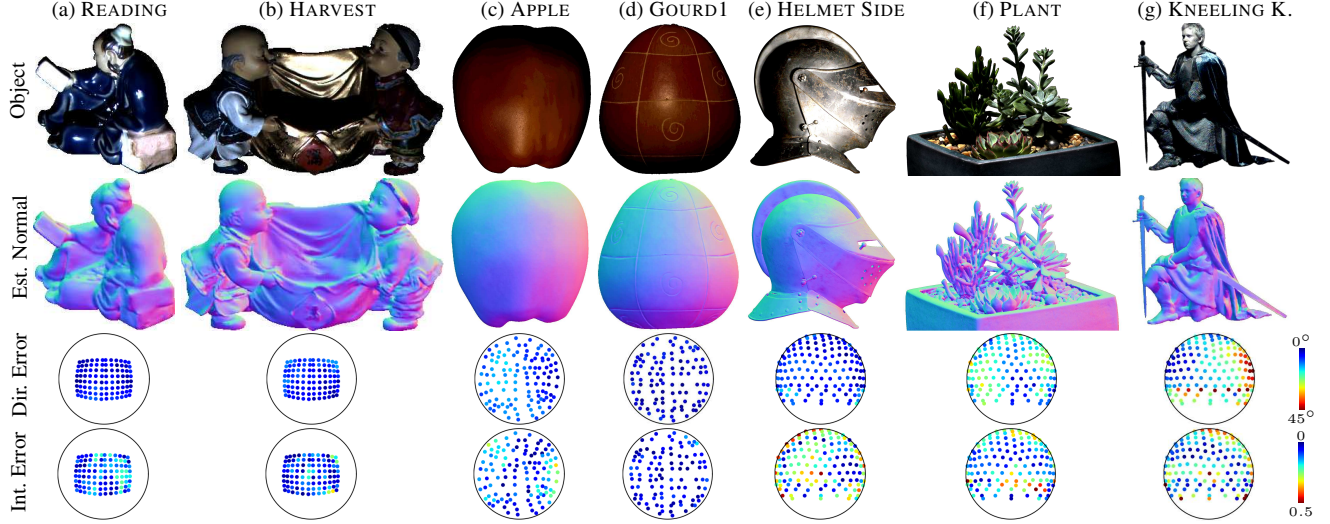 (a) READING (b) HARVEST (c) APPLE (d) GOURD1 (e) HELMET SIDE (f) PLANT (g) KNEELING K.
Object
Est. Normal
Dir. Error
0°
45°
Int. Error
0
0.5